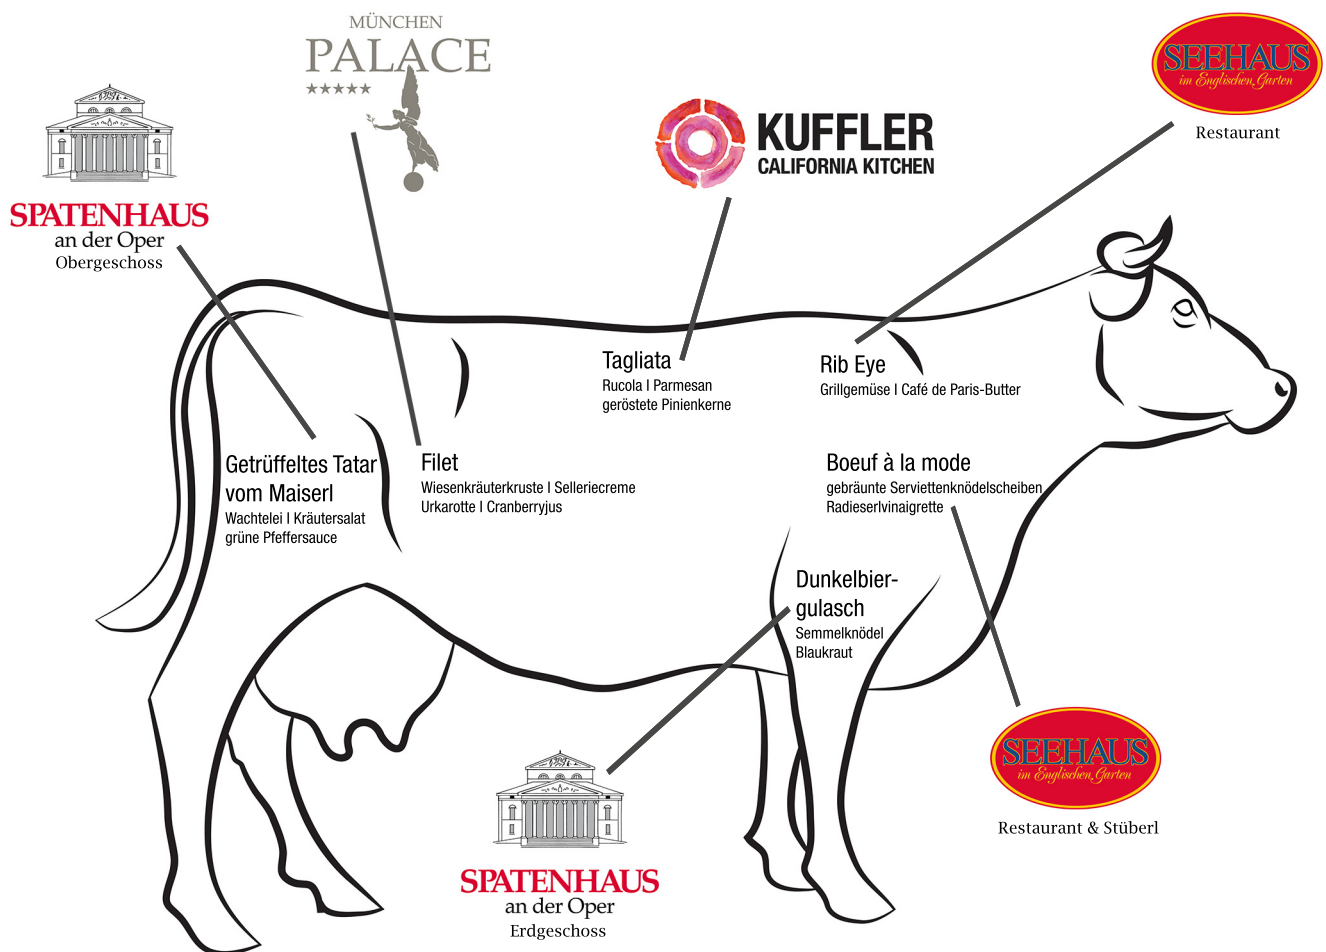 MÜNCHEN
PALACE
★★★★★
SPATENHAUS
an der Oper
Obergeschoss
KUFFLER
CALIFORNIA KITCHEN
SEEHAUS
im Englischen Garten
Restaurant
Tagliata
Rucola I Parmesan
geröstete Pinienkerne
Rib Eye
Grillgemüse I Café de Paris-Butter
Getrüffeltes Tatar
vom Maiserl
Wachtelei I Kräutersalat
grüne Pfeffersauce
Filet
Wiesenkräuterkruste I Selleriecreme
Urkarotte I Cranberryjus
Boeuf à la mode
gebräunte Serviettenknödelscheiben
Radieserlvinaigrette
Dunkelbier-
gulasch
Semmelknödel
Blaukraut
SEEHAUS
im Englischen Garten
Restaurant & Stüberl
SPATENHAUS
an der Oper
Erdgeschoss